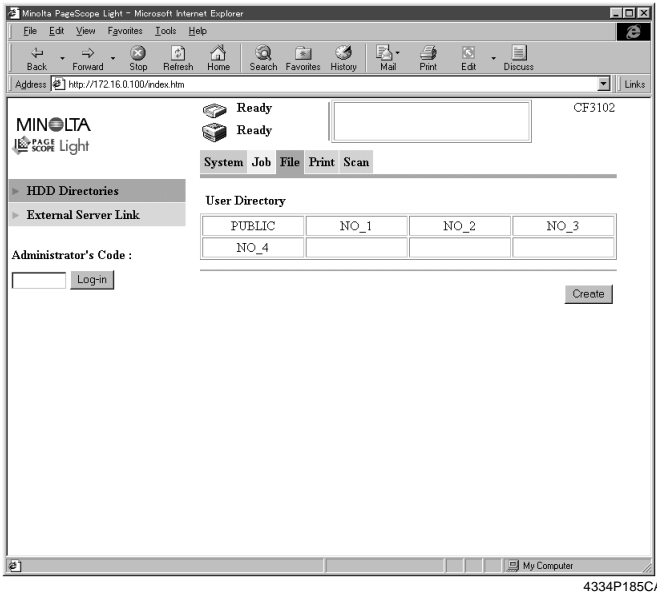 Minolta PageScope Light - Microsoft Internet Explorer
File Edit View Favorites Tools Help
Back Forward Stop Refresh Home Search Favorites History Mail Print Edit Discuss
Address http://172.16.0.100/index.htm Links
MINOLTA
PAGE
SCOPE Light
Ready
Ready
CF3102
System Job File Print Scan
HDD Directories
External Server Link
Administrator's Code :
Log-in
User Directory
PUBLIC NO_1 NO_2 NO_3
NO_4
Create
My Computer
4334P185CA